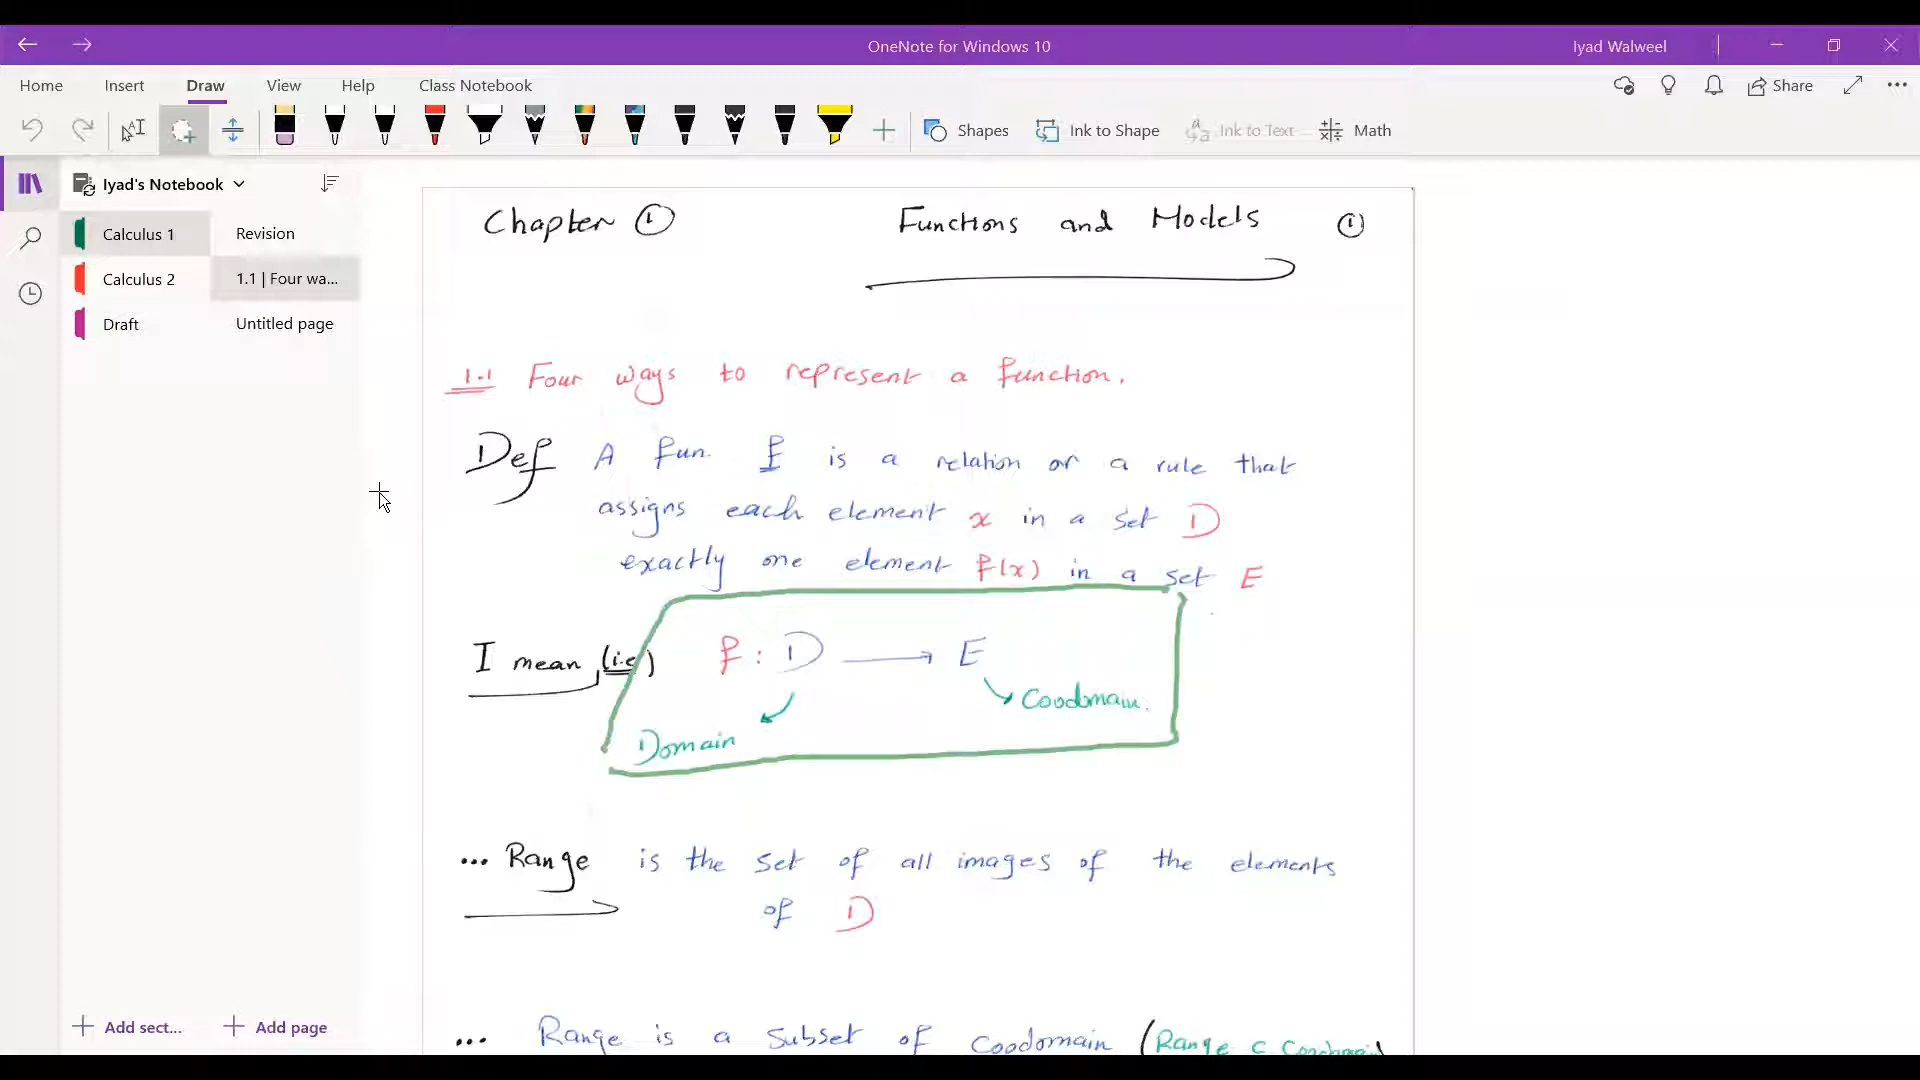 OneNote for Windows 10
Iyad Walweel
Home Insert Draw View Help Class Notebook
Share
Shapes Ink to Shape Ink to Text Math
Iyad's Notebook
Calculus 1
Calculus 2
Draft
Revision
1.1 | Four wa...
Untitled page
Add sect...
Add page
Chapter ① Functions and Models ①
1.1 Four ways to represent a function.
Def A fun. f is a relation or a rule that
assigns each element x in a set D
exactly one element f(x) in a set E
I mean (i.e) f : D → E
Coodomain.
Domain
... Range is the set of all images of the elements
of D
... Range is a subset of coodomain (Range ⊂ Coodomain)